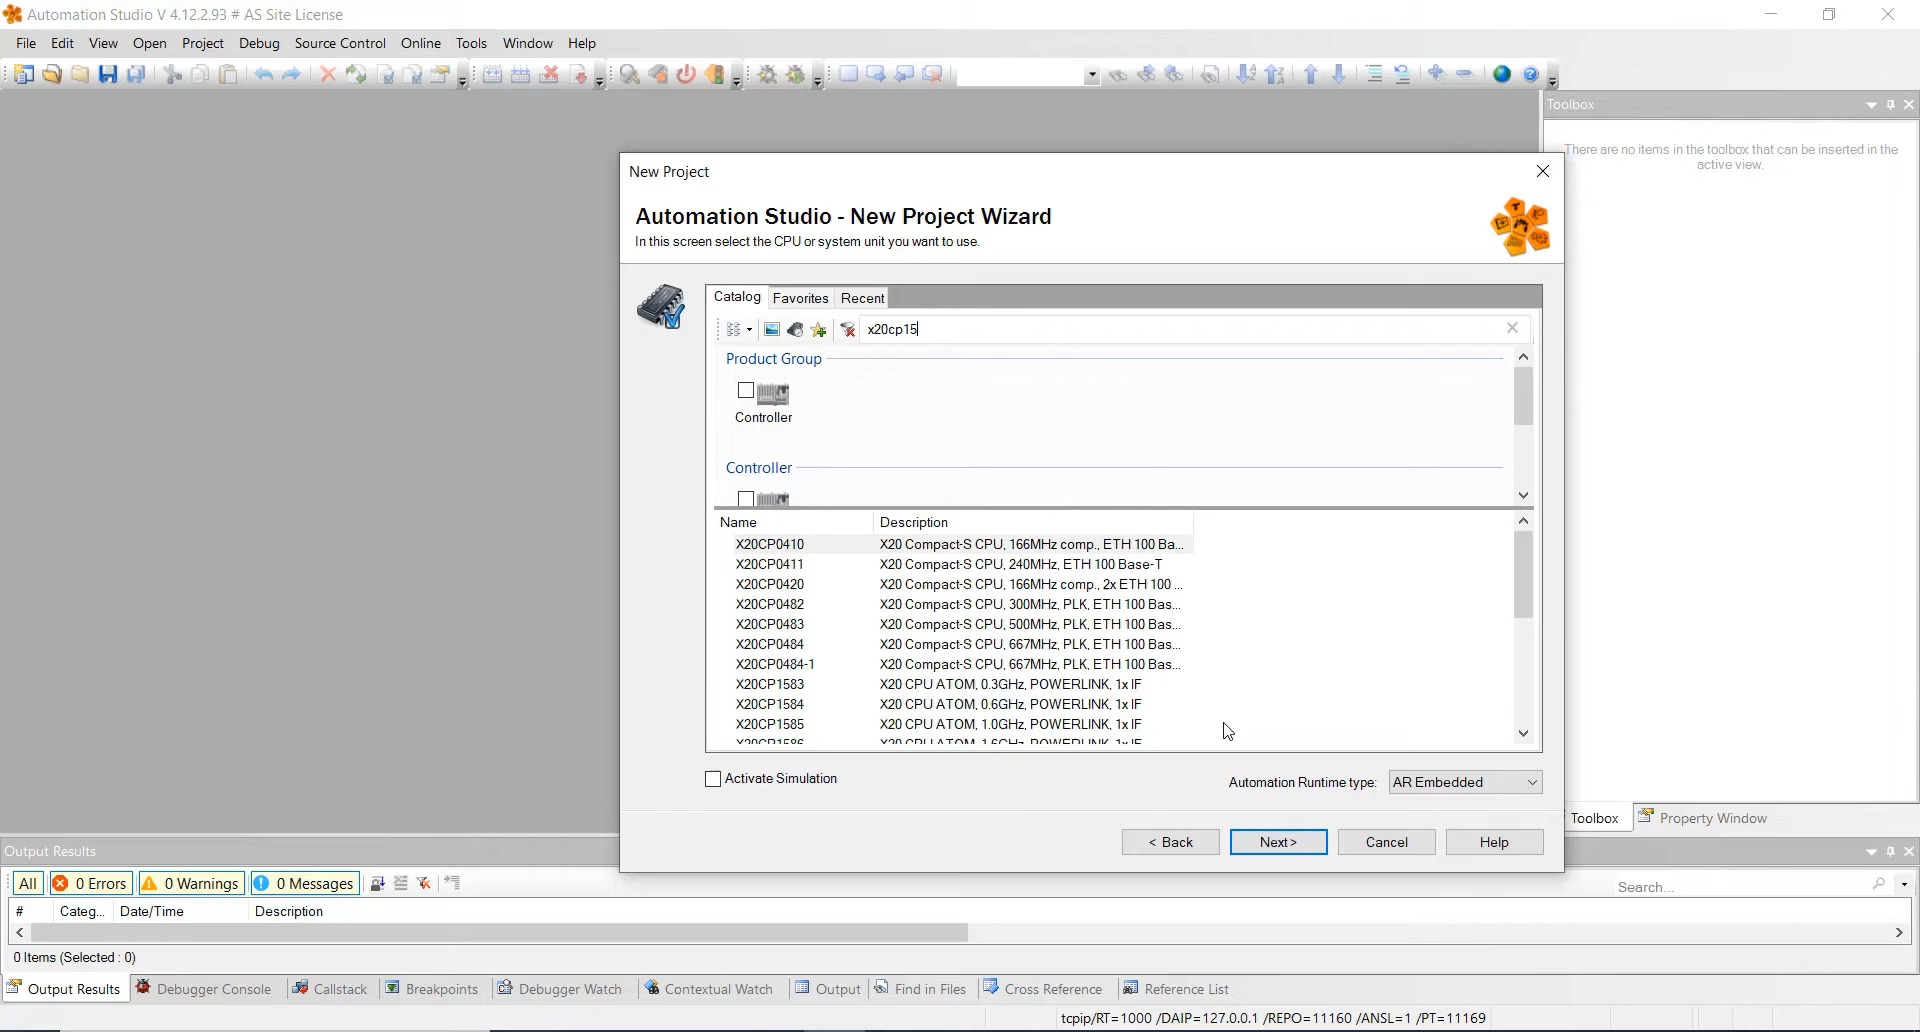 Automation Studio V 4.12.2.93 # AS Site License
File Edit View Open Project Debug Source Control Online Tools Window Help
Toolbox
There are no items in the toolbox that can be inserted in the
active view.
New Project
Automation Studio - New Project Wizard
In this screen select the CPU or system unit you want to use.
Catalog Favorites Recent
x20cp15
Product Group
Controller
Controller
Name Description
X20CP0410 X20 Compact-S CPU, 166MHz comp., ETH 100 Ba...
X20CP0411 X20 Compact-S CPU, 240MHz, ETH 100 Base-T
X20CP0420 X20 Compact-S CPU, 166MHz comp., 2x ETH 100 ...
X20CP0482 X20 Compact-S CPU, 300MHz, PLK, ETH 100 Bas...
X20CP0483 X20 Compact-S CPU, 500MHz, PLK, ETH 100 Bas...
X20CP0484 X20 Compact-S CPU, 667MHz, PLK, ETH 100 Bas...
X20CP0484-1 X20 Compact-S CPU, 667MHz, PLK, ETH 100 Bas...
X20CP1583 X20 CPU ATOM, 0.3GHz, POWERLINK, 1x IF
X20CP1584 X20 CPU ATOM, 0.6GHz, POWERLINK, 1x IF
X20CP1585 X20 CPU ATOM, 1.0GHz, POWERLINK, 1x IF
X20CP1586 X20 CPU ATOM, 1.6GHz, POWERLINK, 1x IF
Activate Simulation
Automation Runtime type: AR Embedded
< Back Next> Cancel Help
Toolbox Property Window
Output Results
All 0 Errors 0 Warnings 0 Messages
Search...
# Categ... Date/Time Description
0 Items (Selected : 0)
Output Results Debugger Console Callstack Breakpoints Debugger Watch Contextual Watch Output Find in Files Cross Reference Reference List
tcpip/RT=1000 /DAIP=127.0.0.1 /REPO=11160 /ANSL=1 /PT=11169